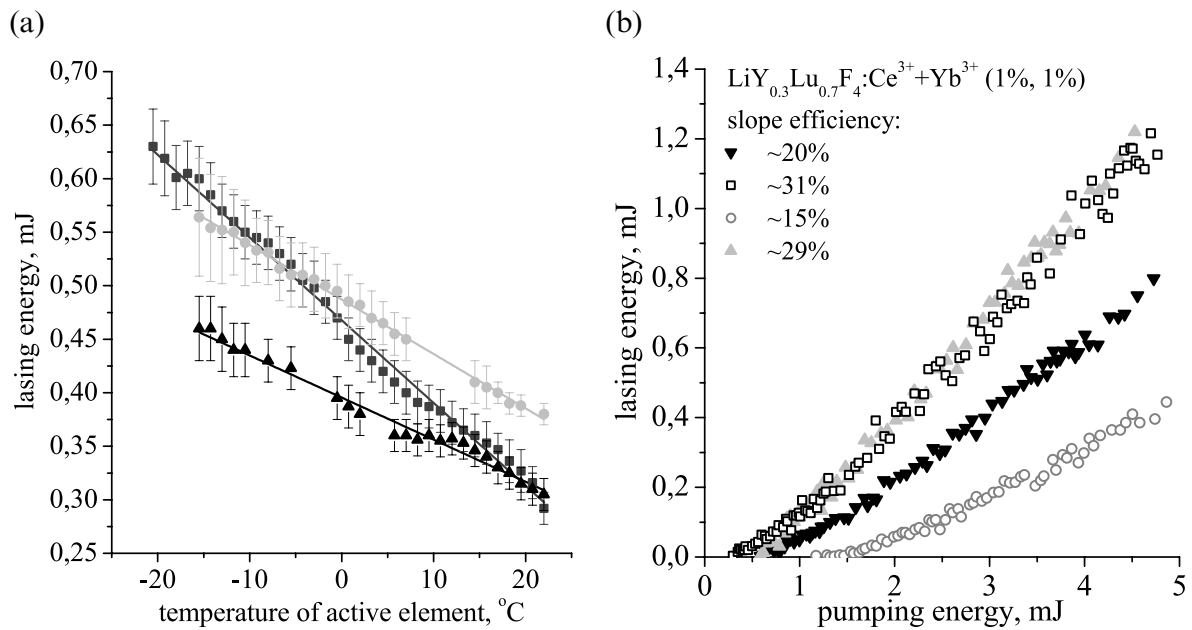 (a)
0,70
0,65
0,60
0,55
0,50
0,45
0,40
0,35
0,30
0,25
lasing energy, mJ
-20 -10 0 10 20
temperature of active element, °C
(b)
1,4
1,2
1,0
0,8
0,6
0,4
0,2
0,0
lasing energy, mJ
LiY0.3Lu0.7F4:Ce3++Yb3+ (1%, 1%)
slope efficiency:
~20%
~31%
~15%
~29%
0 1 2 3 4 5
pumping energy, mJ